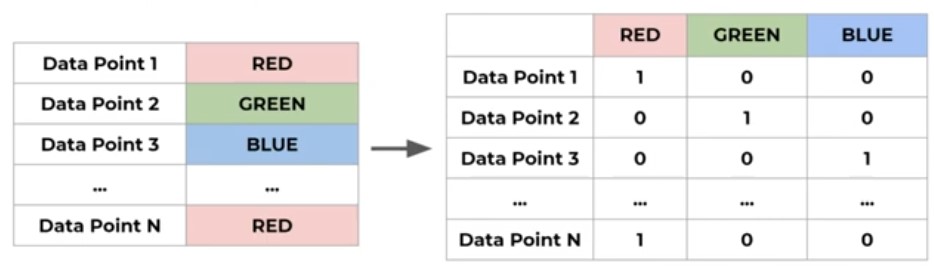 Data Point 1 RED
Data Point 2 GREEN
Data Point 3 BLUE
... ...
Data Point N RED
RED GREEN BLUE
Data Point 1 1 0 0
Data Point 2 0 1 0
Data Point 3 0 0 1
... ... ... ...
Data Point N 1 0 0